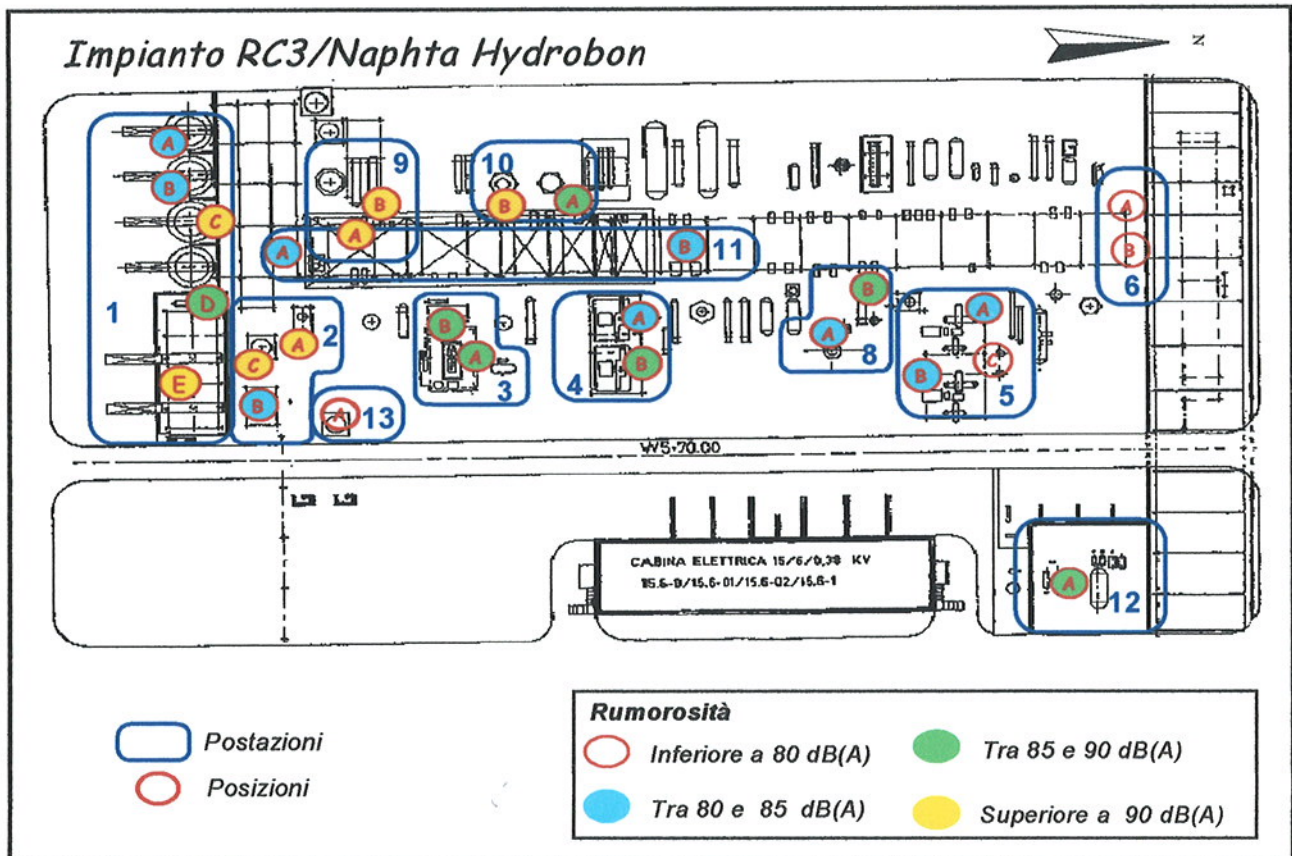 Impianto RC3/Naphta Hydrobon
N
A
B
C
D
E
1
9
B
A
10
B
A
A
B
11
A
B
6
2
A
C
B
B
A
3
4
A
B
B
A
8
A
B
C
5
A
13
WS-70.00
CABINA ELETTRICA 15/6/0,38 KV
15.6-0/15.6-01/15.6-02/15.6-1
A
12
Postazioni
Posizioni
Rumorosità
Inferiore a 80 dB(A)
Tra 85 e 90 dB(A)
Tra 80 e 85 dB(A)
Superiore a 90 dB(A)